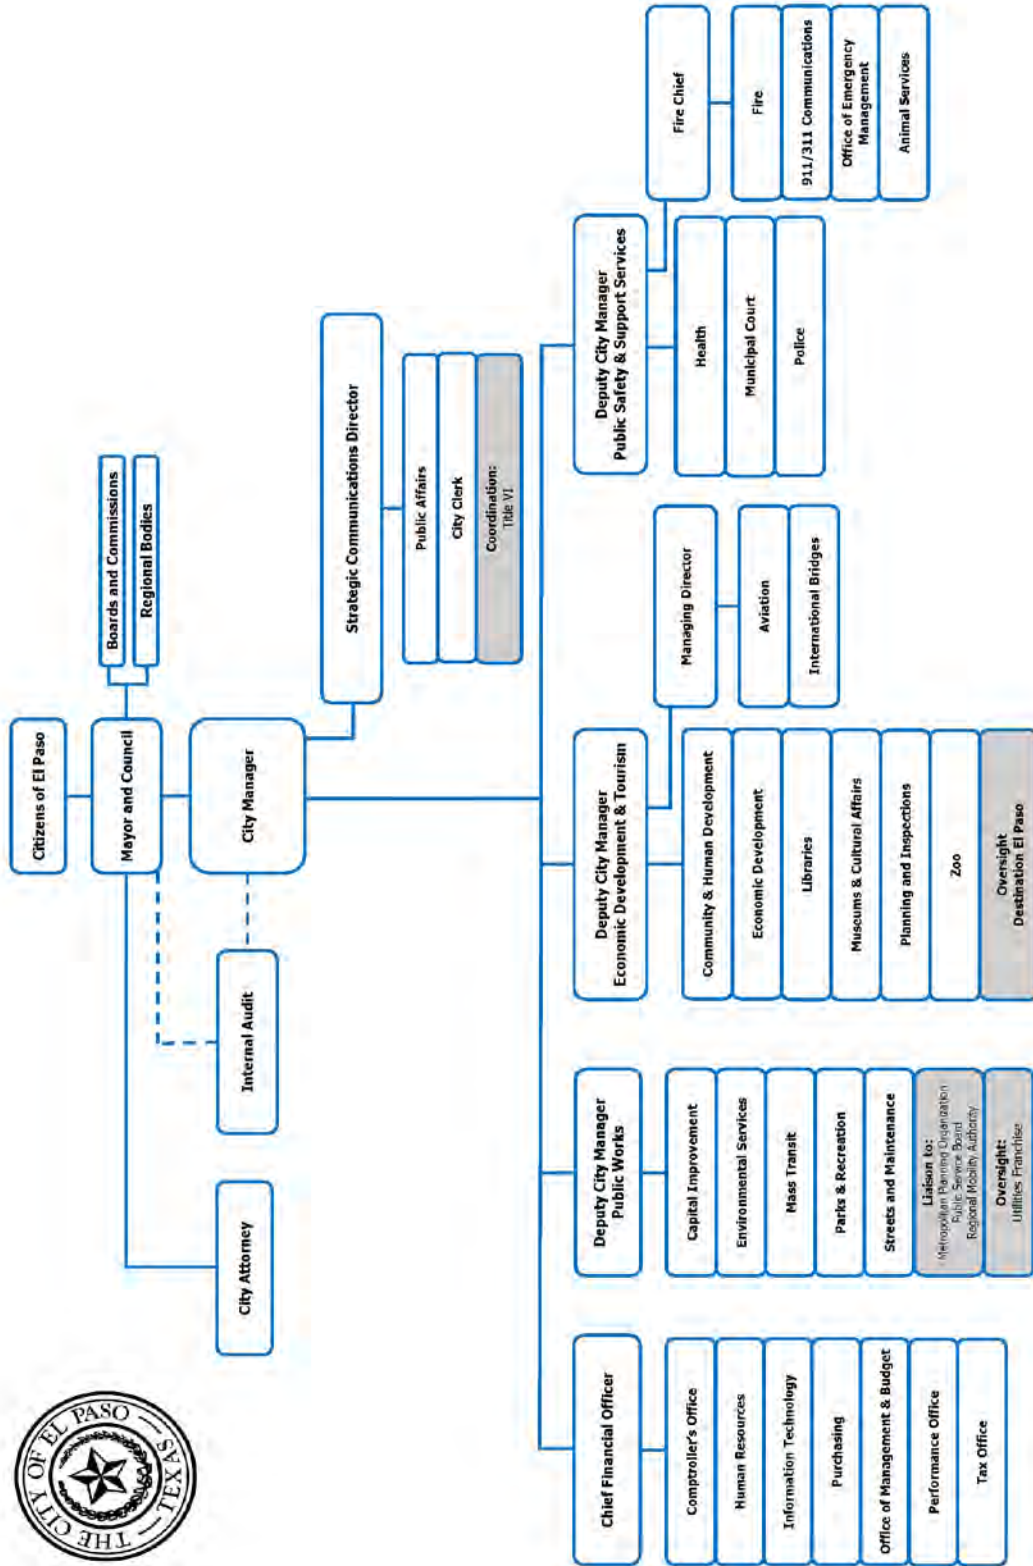 THE CITY OF EL PASO
TEXAS
Citizens of El Paso
Mayor and Council
Boards and Commissions
Regional Bodies
City Manager
City Attorney
Internal Audit
Strategic Communications Director
Public Affairs
City Clerk
Coordination:
Title VI
Chief Financial Officer
Comptroller's Office
Human Resources
Information Technology
Purchasing
Office of Management & Budget
Performance Office
Tax Office
Deputy City Manager
Public Works
Capital Improvement
Environmental Services
Mass Transit
Parks & Recreation
Streets and Maintenance
Liaison to:
Metropolitan Planning Organization
Public Service Board
Regional Mobility Authority
Oversight:
Utilities Franchise
Deputy City Manager
Economic Development & Tourism
Community & Human Development
Economic Development
Libraries
Museums & Cultural Affairs
Planning and Inspections
Zoo
Oversight
Destination El Paso
Managing Director
Aviation
International Bridges
Deputy City Manager
Public Safety & Support Services
Health
Municipal Court
Police
Fire Chief
Fire
911/311 Communications
Office of Emergency
Management
Animal Services